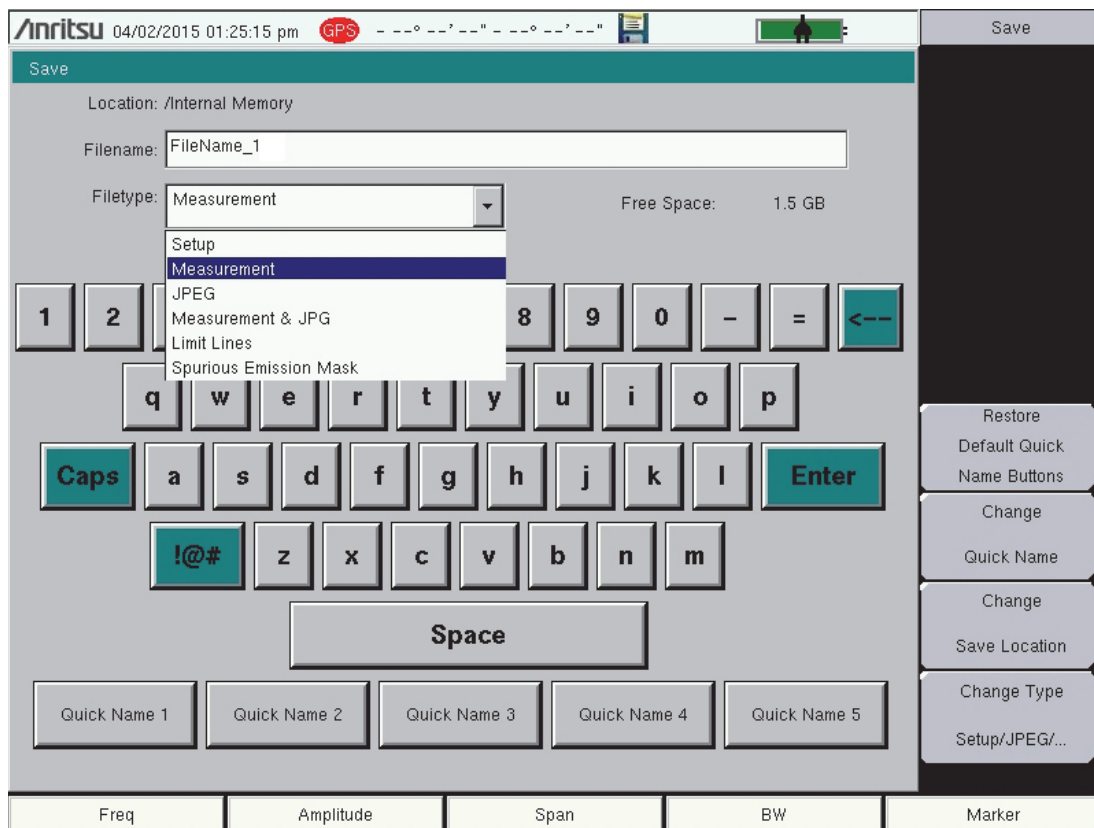 Anritsu 04/02/2015 01:25:15 pm GPS - --° --' --" - --° --' --" Save
Save
Location: /Internal Memory
Filename: FileName_1
Filetype: Measurement Free Space: 1.5 GB
Setup
Measurement
JPEG
Measurement & JPG
Limit Lines
Spurious Emission Mask
1 2 8 9 0 - = <--
q w e r t y u i o p
Caps a s d f g h j k l Enter
!@# z x c v b n m
Space
Quick Name 1 Quick Name 2 Quick Name 3 Quick Name 4 Quick Name 5
Restore
Default Quick
Name Buttons
Change
Quick Name
Change
Save Location
Change Type
Setup/JPEG/...
Freq Amplitude Span BW Marker